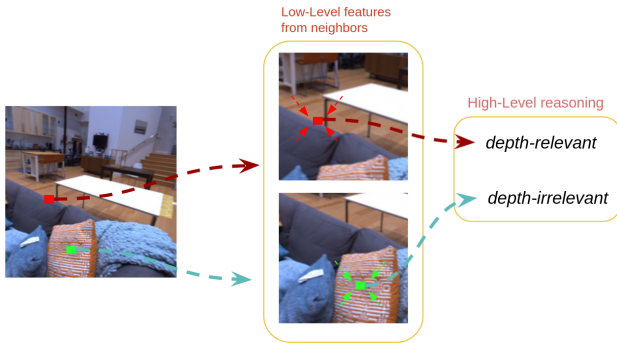 Low-Level features
from neighbors
High-Level reasoning
depth-relevant
depth-irrelevant